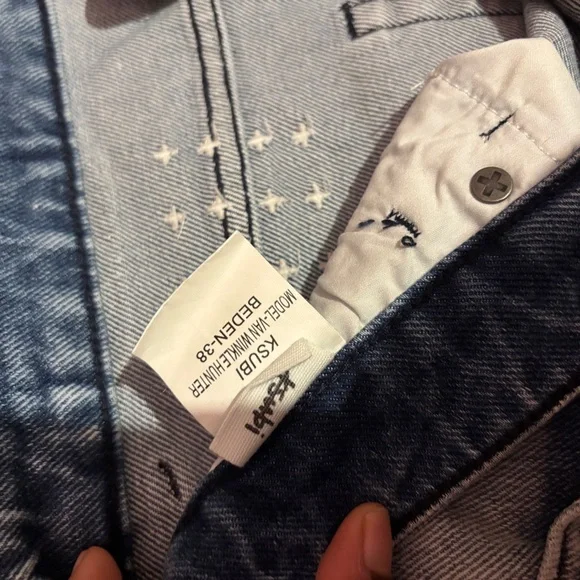 KSUBI
MODEL-VAN WINKLE HUNTER
BEDEN-38
Ksubi